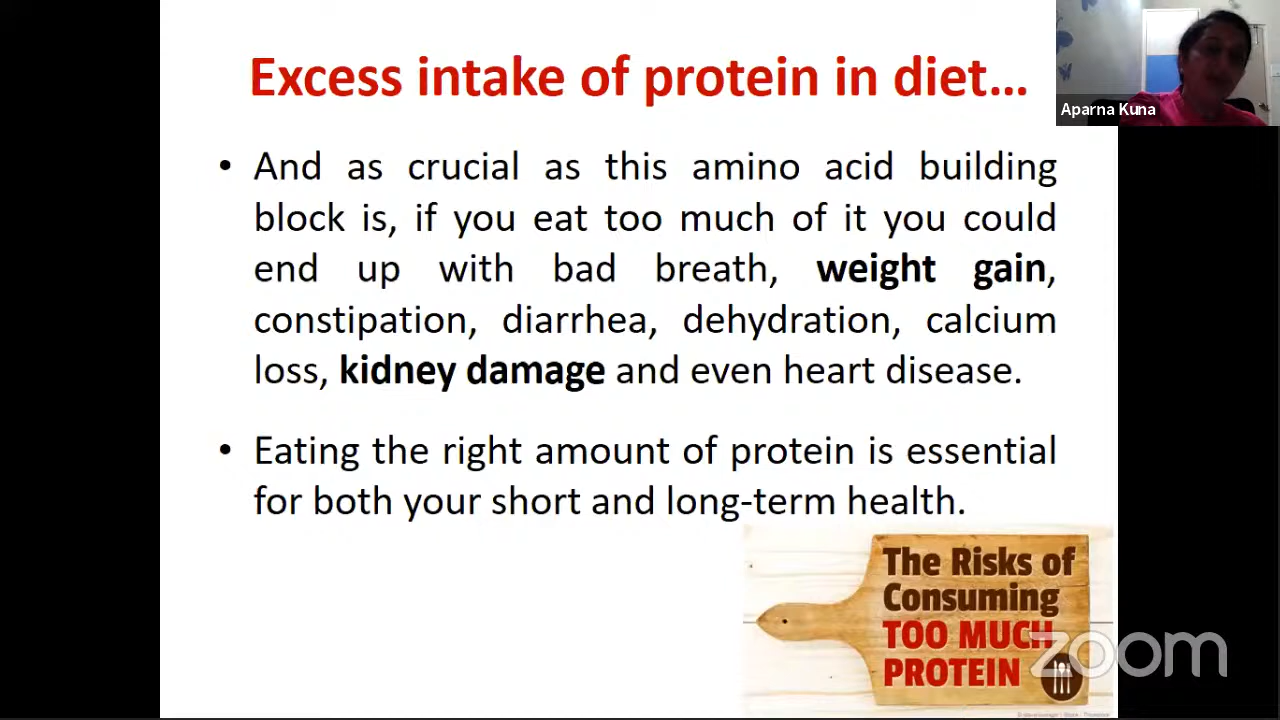 Excess intake of protein in diet...
Aparna Kuna
• And as crucial as this amino acid building
block is, if you eat too much of it you could
end up with bad breath, weight gain,
constipation, diarrhea, dehydration, calcium
loss, kidney damage and even heart disease.
• Eating the right amount of protein is essential
for both your short and long-term health.
The Risks of
Consuming
TOO MUCH
PROTEIN
zoom